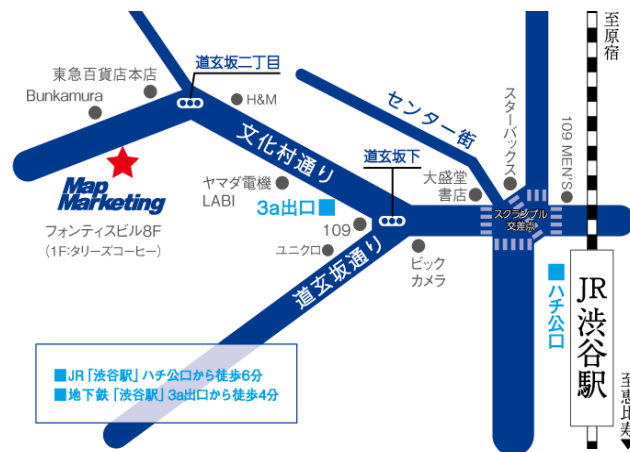 至原宿
道玄坂二丁目
東急百貨店本店
Bunkamura
H&M
センター街
スターバックス
109 MEN'S
文化村通り
道玄坂下
大盛堂
書店
スクランブル
交差点
Map
Marketing
フォンティスビル8F
(1F:タリーズコーヒー)
ヤマダ電機
LABI
3a出口
109
ユニクロ
道玄坂通り
ビック
カメラ
ハチ公口
JR渋谷駅
至恵比寿
JR「渋谷駅」ハチ公口から徒歩6分
地下鉄「渋谷駅」3a出口から徒歩4分